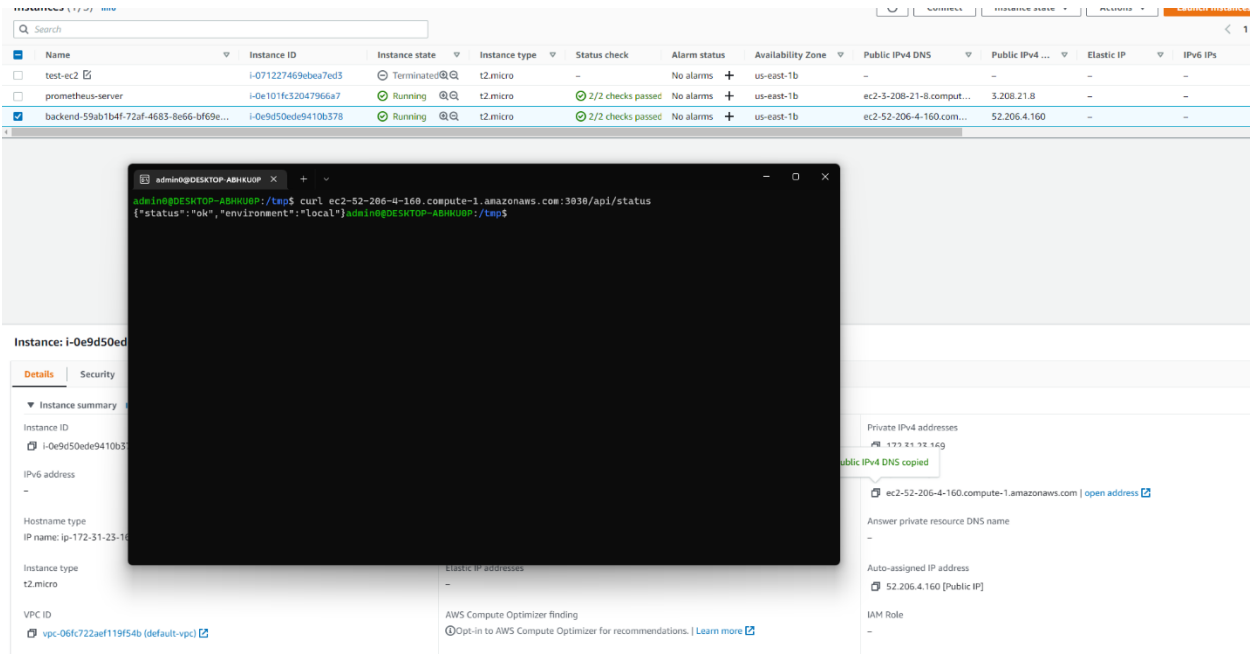 Instances (1/3) Info
Connect Instance state Actions Launch instance
Search
1
Name Instance ID Instance state Instance type Status check Alarm status Availability Zone Public IPv4 DNS Public IPv4 ... Elastic IP IPv6 IPs
test-ec2 i-071227469ebea7ed3 Terminated t2.micro – No alarms + us-east-1b – – – –
prometheus-server i-0e101fc32047966a7 Running t2.micro 2/2 checks passed No alarms + us-east-1b ec2-3-208-21-8.comput... 3.208.21.8 – –
backend-59ab1b4f-72af-4683-8e66-bf69e... i-0e9d50ede9410b378 Running t2.micro 2/2 checks passed No alarms + us-east-1b ec2-52-206-4-160.com... 52.206.4.160 – –
admin0@DESKTOP-ABHKU0P
admin0@DESKTOP-ABHKU0P:/tmp$ curl ec2-52-206-4-160.compute-1.amazonaws.com:3030/api/status
{"status":"ok","environment":"local"}admin0@DESKTOP-ABHKU0P:/tmp$
Instance: i-0e9d50ed
Details Security
Instance summary
Instance ID
i-0e9d50ede9410b37
Private IPv4 addresses
172.31.23.169
IPv6 address
–
ublic IPv4 DNS copied
ec2-52-206-4-160.compute-1.amazonaws.com | open address
Hostname type
IP name: ip-172-31-23-16
Answer private resource DNS name
–
Instance type
t2.micro
Elastic IP addresses
–
Auto-assigned IP address
52.206.4.160 [Public IP]
VPC ID
vpc-06fc722aef119f54b (default-vpc)
AWS Compute Optimizer finding
Opt-in to AWS Compute Optimizer for recommendations. | Learn more
IAM Role
–